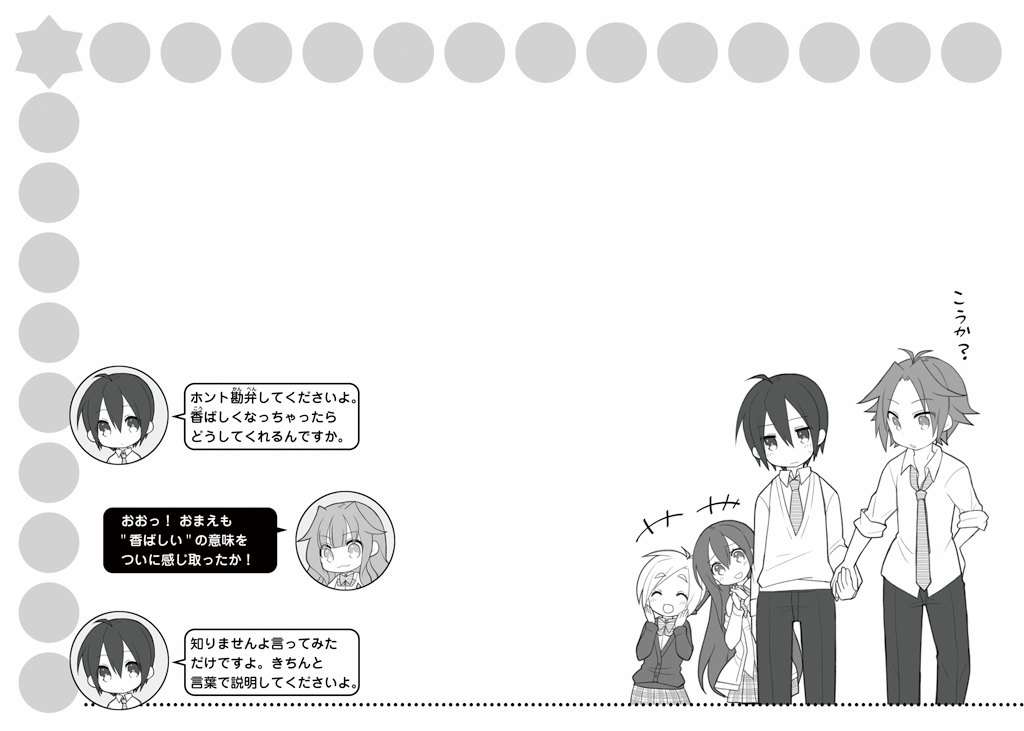 ホント勘弁してくださいよ。
香ばしくなっちゃったら
どうしてくれるんですか。
おおっ！ おまえも
"香ばしい"の意味を
ついに感じ取ったか！
知りませんよ言ってみた
だけですよ。きちんと
言葉で説明してくださいよ。
こうか？